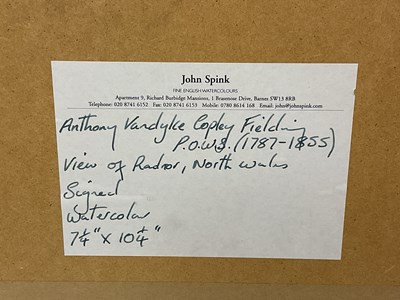 John Spink
FINE ENGLISH WATERCOLOURS
Apartment 9, Richard Burbidge Mansions, 1 Brasenose Drive, Barnes SW13 8RB
Telephone: 020 8741 6152 Fax: 020 8741 6153 Mobile: 0780 8614 168 Email: john@johnspink.com
Anthony Vandyke Copley Fielding
P.O.W.S. (1787-1855)
View of Radnor, North Wales
Signed
Watercolour
7¼" x 10¼"